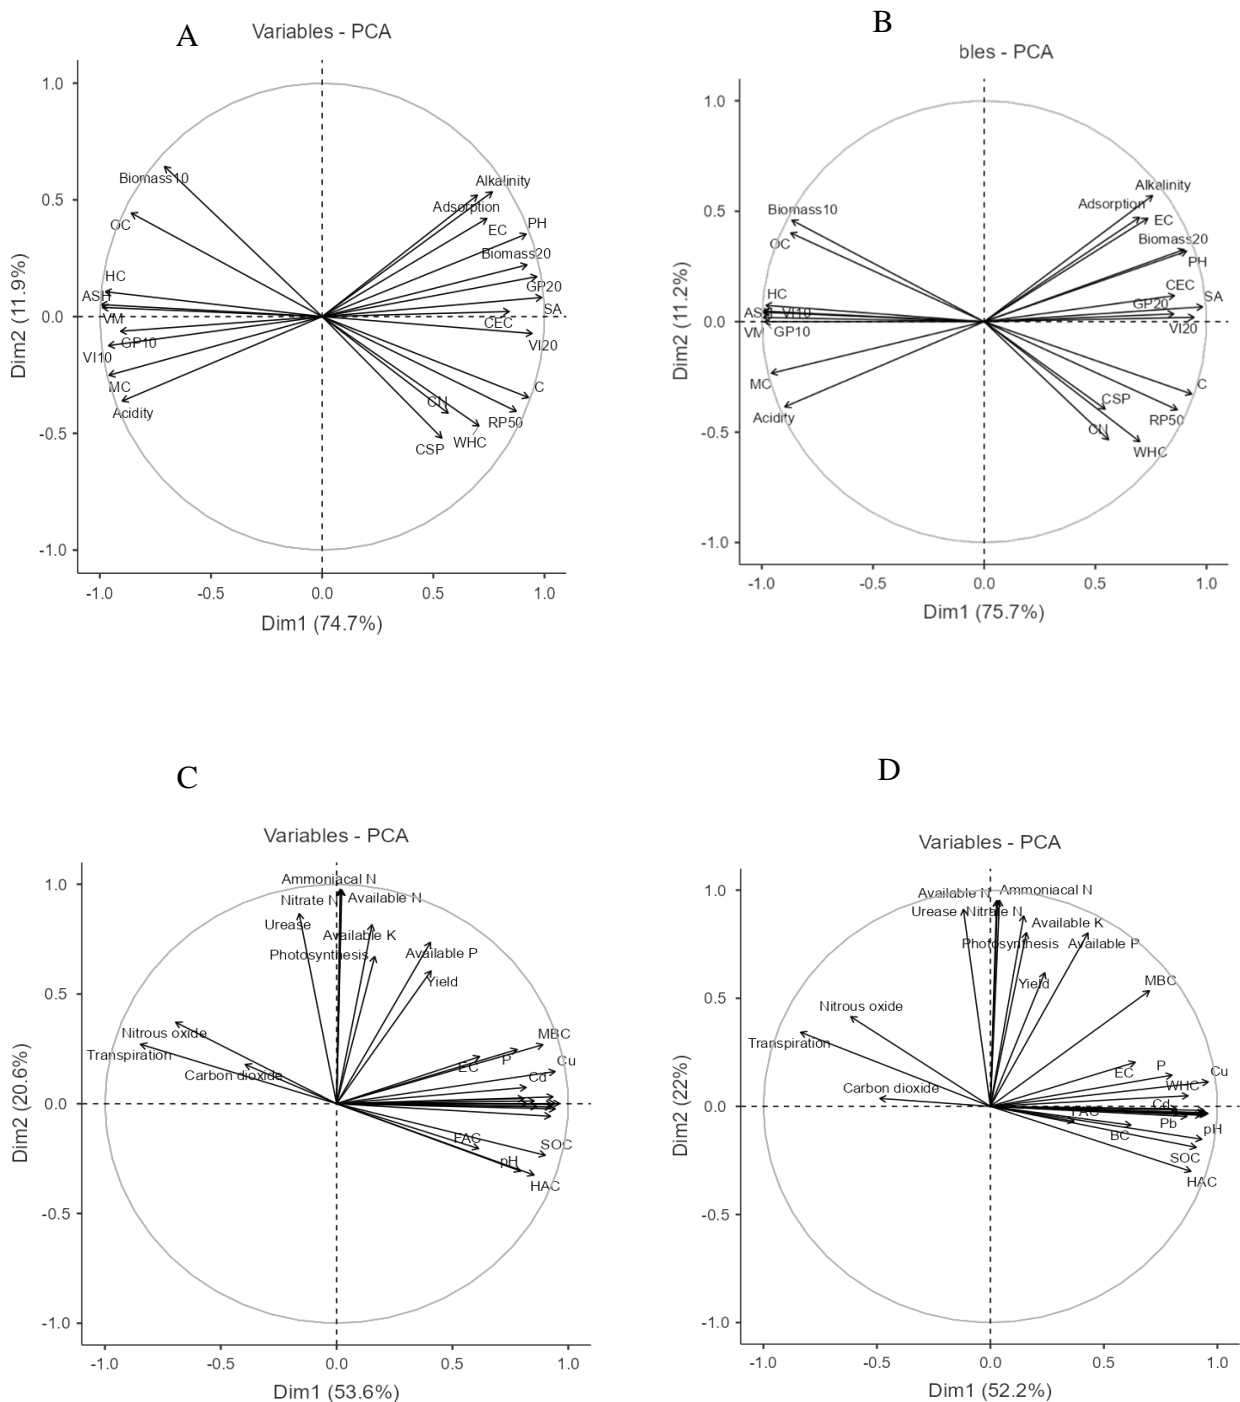 A
Variables - PCA
1.0
0.5
0.0
-0.5
-1.0
Dim2 (11.9%)
Biomass10
OC
HC
ASH
VM
GP10
VI10
MC
Acidity
Alkalinity
Adsorption
EC
PH
Biomass20
GP20
SA
CEC
VI20
C
CN
RP50
WHC
CSP
-1.0 -0.5 0.0 0.5 1.0
Dim1 (74.7%)
B
bles - PCA
1.0
0.5
0.0
-0.5
-1.0
Dim2 (11.2%)
Biomass10
OC
HC
ASH VI10
VM GP10
MC
Acidity
Alkalinity
Adsorption
EC
Biomass20
PH
CEC
GP20
SA
VI20
C
CSP
RP50
CN
WHC
-1.0 -0.5 0.0 0.5 1.0
Dim1 (75.7%)
C
Variables - PCA
1.0
0.5
0.0
-0.5
-1.0
Dim2 (20.6%)
Ammoniacal N
Nitrate N Available N
Urease
Available K
Photosynthesis
Available P
Yield
Nitrous oxide
Transpiration
Carbon dioxide
MBC
P
EC
Cu
Cd
FAC
SOC
pH
HAC
-1.0 -0.5 0.0 0.5 1.0
Dim1 (53.6%)
D
Variables - PCA
1.0
0.5
0.0
-0.5
-1.0
Dim2 (22%)
Available N Ammoniacal N
Urease Nitrate N
Available K
Photosynthesis Available P
Yield
MBC
Nitrous oxide
Transpiration
Carbon dioxide
EC
P
Cu
WHC
Cd
FAC
Pb
pH
BC
SOC
HAC
-1.0 -0.5 0.0 0.5 1.0
Dim1 (52.2%)